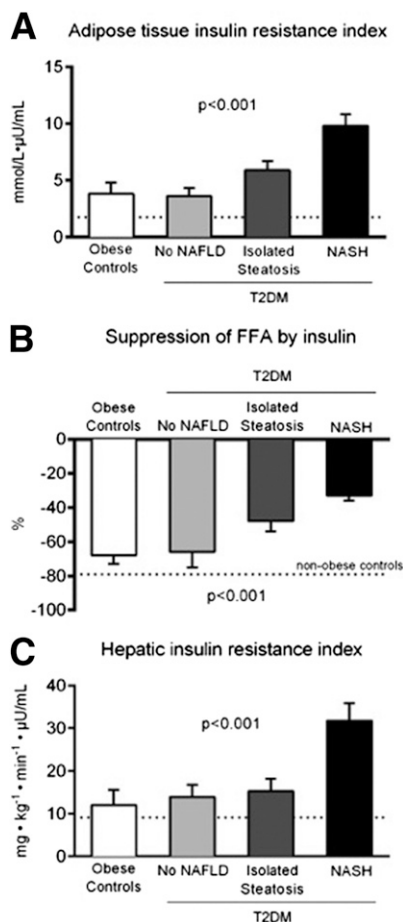 A
Adipose tissue insulin resistance index
mmol/L•µU/mL
15
10
5
0
p<0.001
Obese
Controls
No NAFLD
Isolated
Steatosis
NASH
T2DM
B
Suppression of FFA by insulin
T2DM
Obese
Controls
No NAFLD
Isolated
Steatosis
NASH
%
0
-20
-40
-60
-80
-100
non-obese controls
p<0.001
C
Hepatic insulin resistance index
mg • kg⁻¹ • min⁻¹ • µU/mL
40
30
20
10
0
p<0.001
Obese
Controls
No NAFLD
Isolated
Steatosis
NASH
T2DM